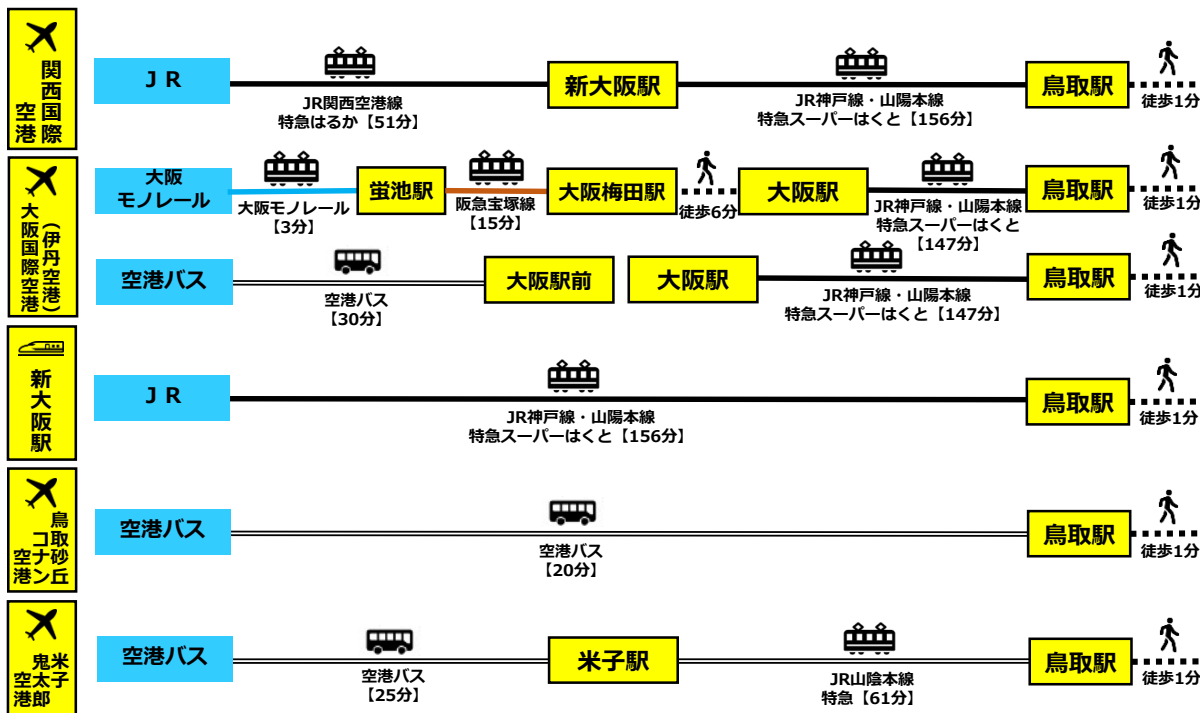 関西国際
空港
ＪＲ
JR関西空港線
特急はるか【51分】
新大阪駅
JR神戸線・山陽本線
特急スーパーはくと【156分】
鳥取駅
徒歩1分
大阪国際空港
（伊丹空港）
大阪
モノレール
大阪モノレール
【3分】
蛍池駅
阪急宝塚線
【15分】
大阪梅田駅
徒歩6分
大阪駅
JR神戸線・山陽本線
特急スーパーはくと
【147分】
鳥取駅
徒歩1分
空港バス
空港バス
【30分】
大阪駅前
大阪駅
JR神戸線・山陽本線
特急スーパーはくと【147分】
鳥取駅
徒歩1分
新大阪駅
ＪＲ
JR神戸線・山陽本線
特急スーパーはくと【156分】
鳥取駅
徒歩1分
鳥取砂丘
コナン
空港
空港バス
空港バス
【20分】
鳥取駅
徒歩1分
米子
鬼太郎
空港
空港バス
空港バス
【25分】
米子駅
JR山陰本線
特急【61分】
鳥取駅
徒歩1分